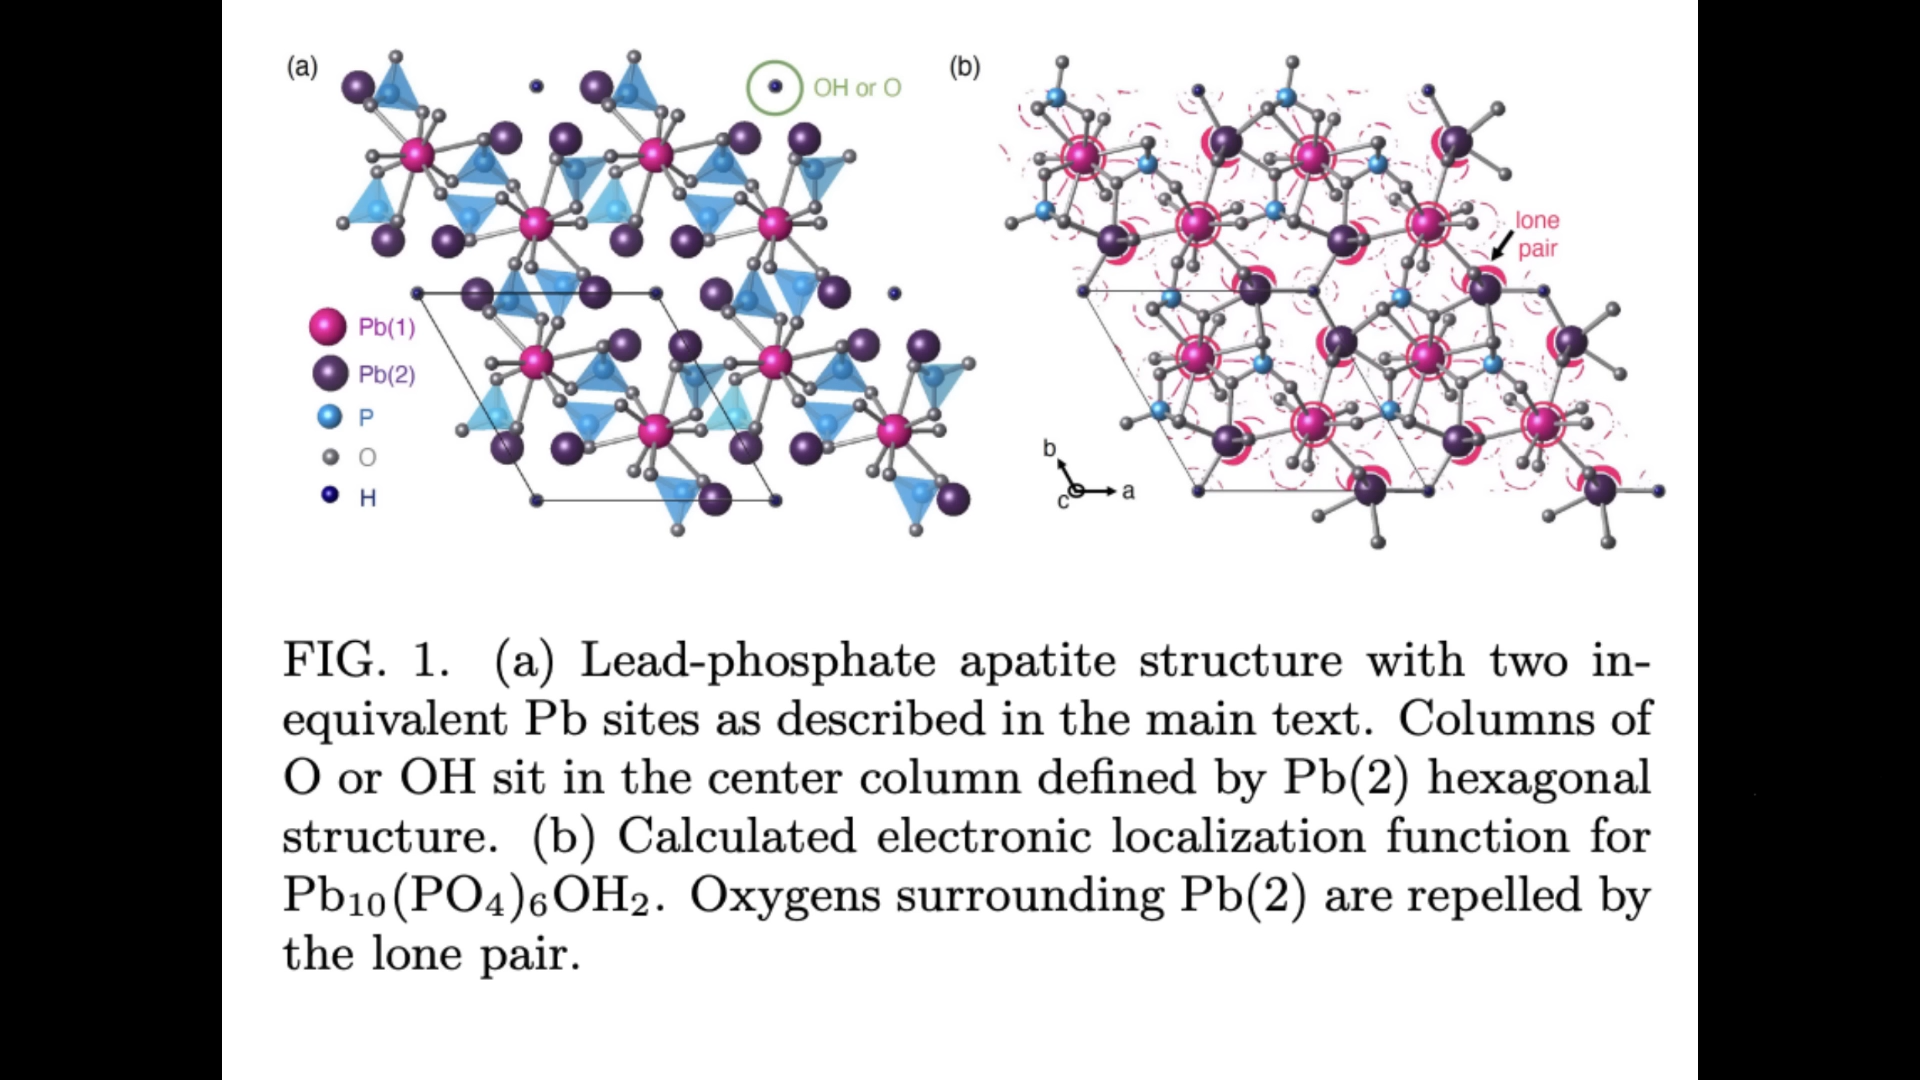 (a)
OH or O
(b)
lone
pair
Pb(1)
Pb(2)
P
O
H
b
c
a
FIG. 1. (a) Lead-phosphate apatite structure with two in-
equivalent Pb sites as described in the main text. Columns of
O or OH sit in the center column defined by Pb(2) hexagonal
structure. (b) Calculated electronic localization function for
Pb₁₀(PO₄)₆OH₂. Oxygens surrounding Pb(2) are repelled by
the lone pair.